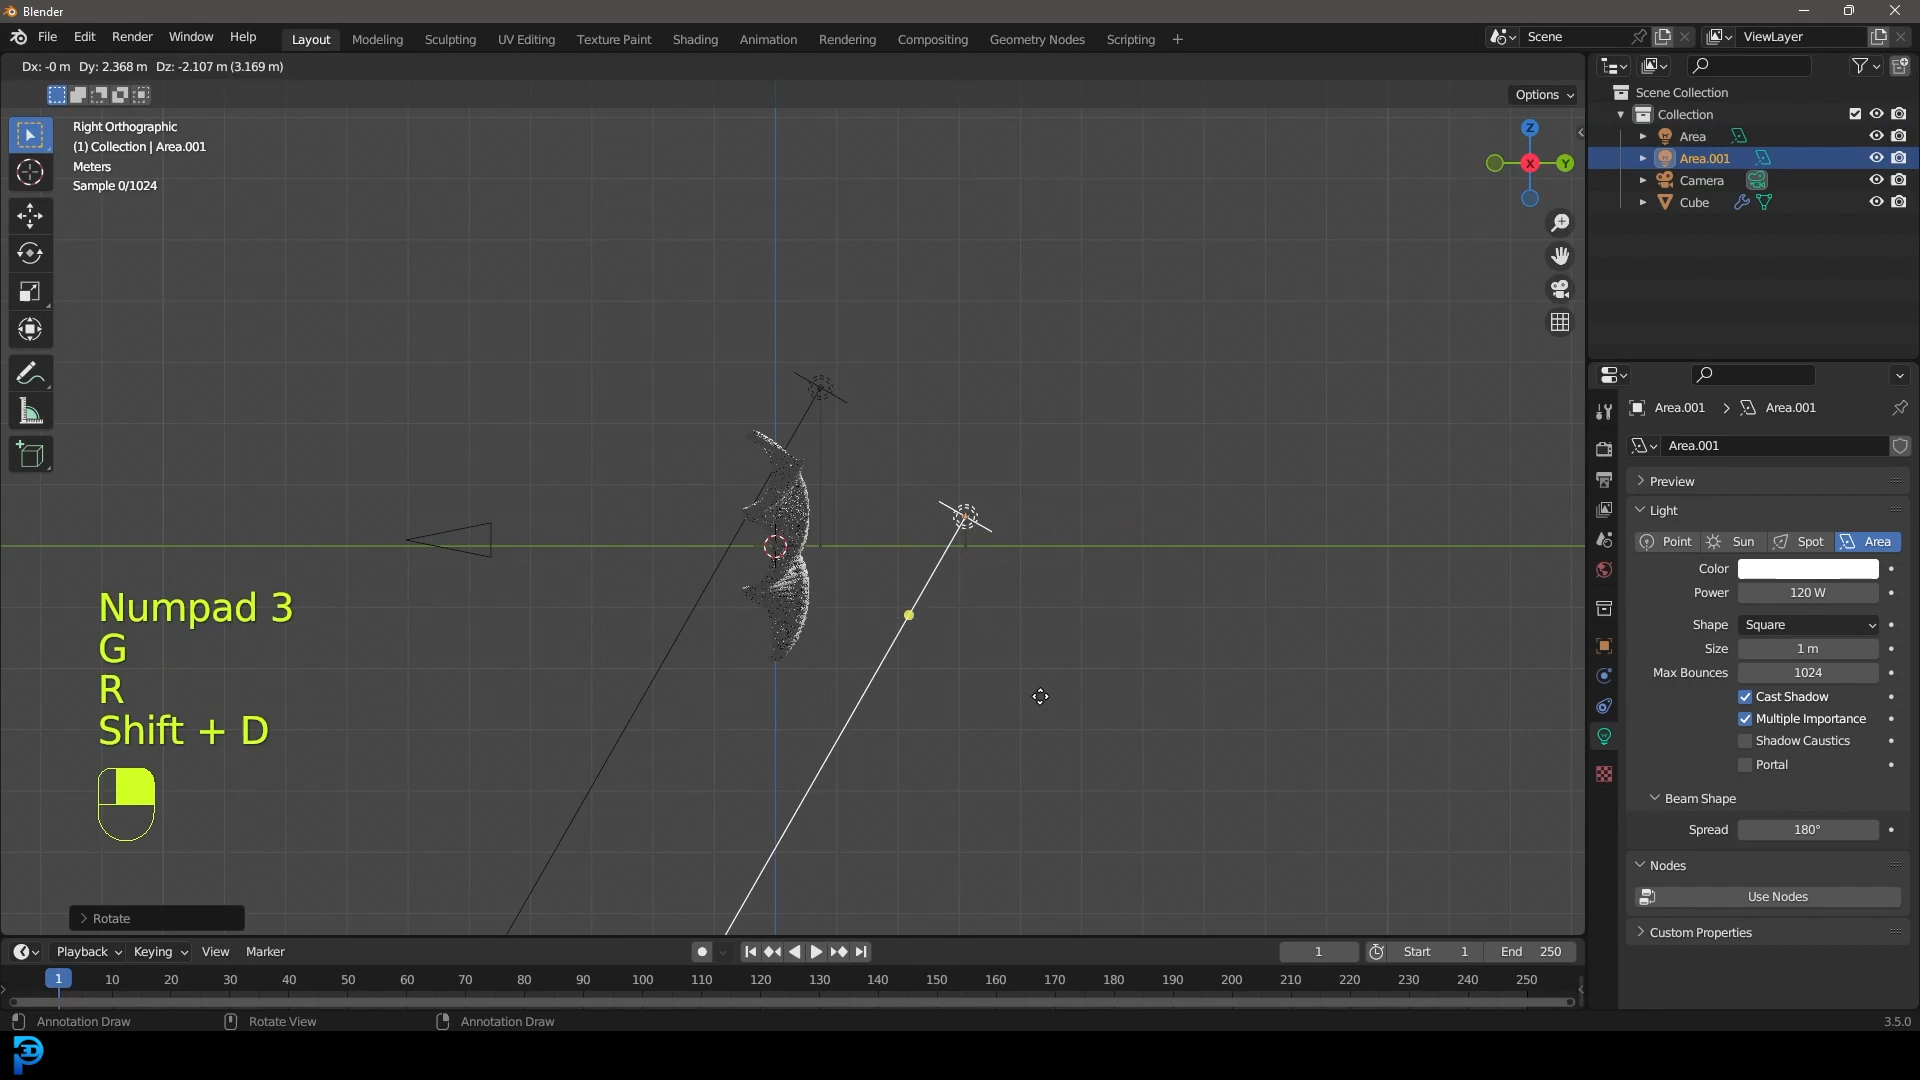 Blender
File Edit Render Window Help Layout Modeling Sculpting UV Editing Texture Paint Shading Animation Rendering Compositing Geometry Nodes Scripting + Scene ViewLayer
Dx: -0 m Dy: 2.368 m Dz: -2.107 m (3.169 m)
Options
Right Orthographic
(1) Collection | Area.001
Meters
Sample 0/1024
Z
X
Y
Scene Collection
Collection
Area
Area.001
Camera
Cube
Area.001 > Area.001
Area.001
Preview
Light
Point Sun Spot Area
Color
Power 120 W
Shape Square
Size 1 m
Max Bounces 1024
Cast Shadow
Multiple Importance
Shadow Caustics
Portal
Beam Shape
Spread 180°
Nodes
Use Nodes
Custom Properties
Numpad 3
G
R
Shift + D
Rotate
Playback Keying View Marker 1 Start 1 End 250
1 10 20 30 40 50 60 70 80 90 100 110 120 130 140 150 160 170 180 190 200 210 220 230 240 250
Annotation Draw Rotate View Annotation Draw 3.5.0
3D